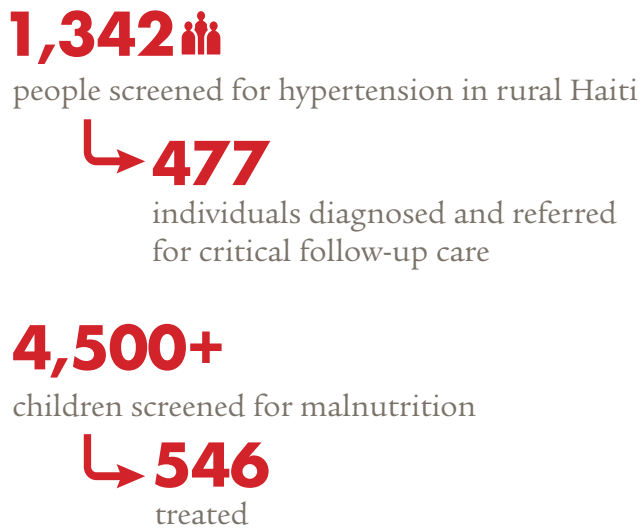 1,342
people screened for hypertension in rural Haiti
477
individuals diagnosed and referred
for critical follow-up care
4,500+
children screened for malnutrition
546
treated